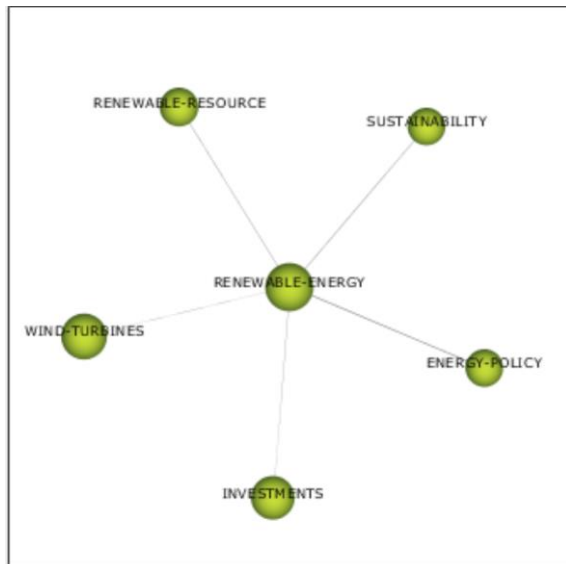 RENEWABLE-RESOURCE
SUSTAINABILITY
RENEWABLE-ENERGY
WIND-TURBINES
ENERGY-POLICY
INVESTMENTS